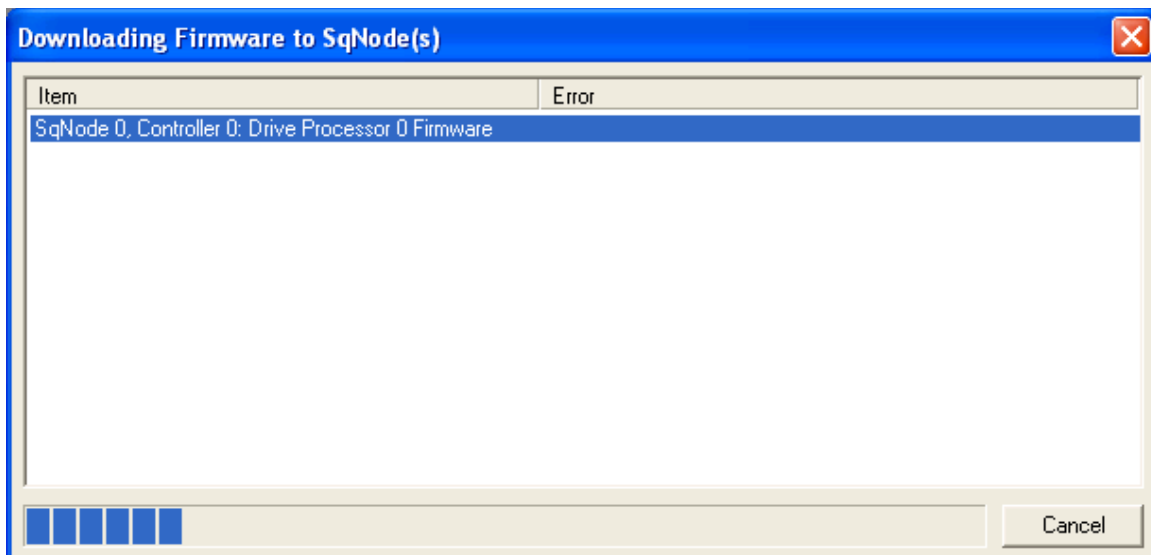 Downloading Firmware to SqNode(s)
Item Error
SqNode 0, Controller 0: Drive Processor 0 Firmware
Cancel